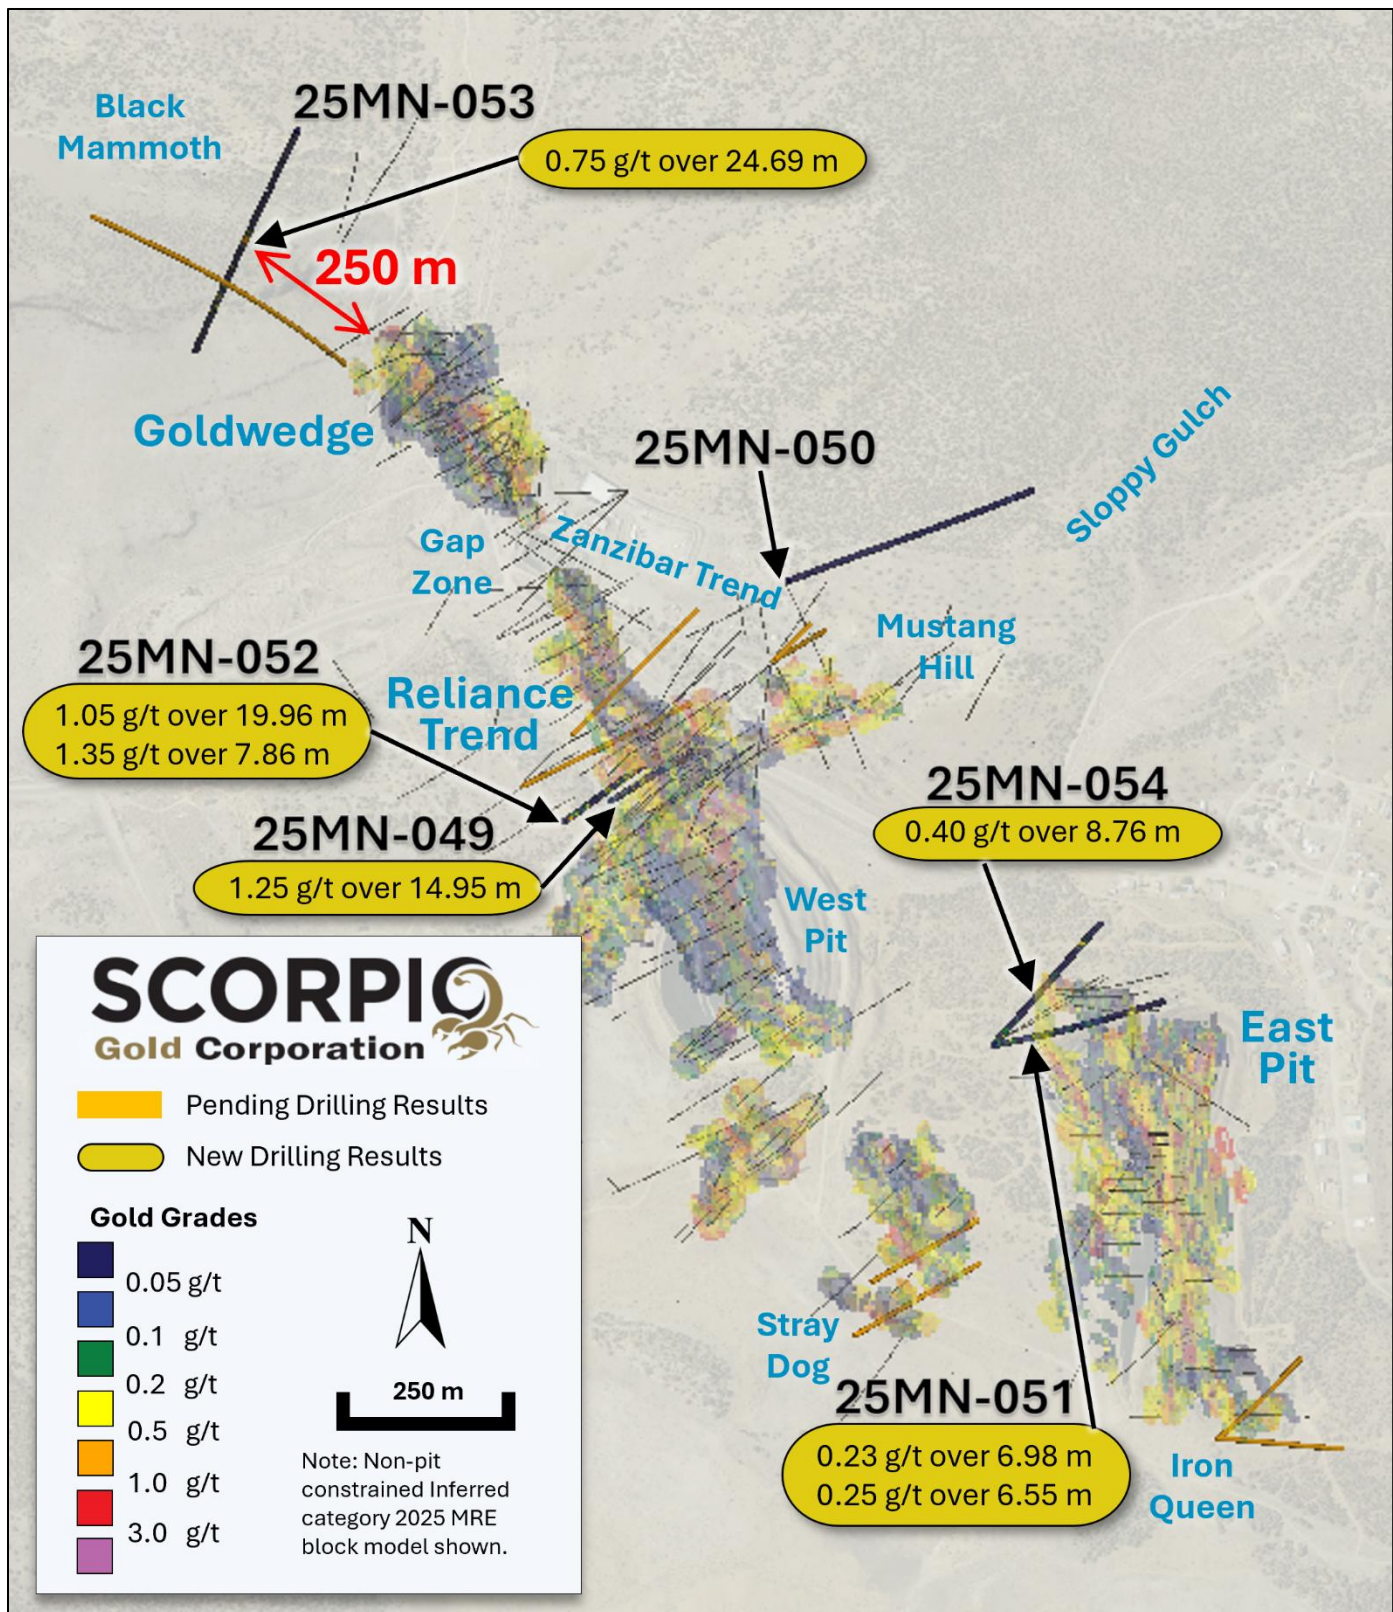 Black
Mammoth
25MN-053
0.75 g/t over 24.69 m
250 m
Goldwedge
25MN-050
Sloppy Gulch
Gap
Zone
Zanzibar Trend
Mustang
Hill
25MN-052
1.05 g/t over 19.96 m
1.35 g/t over 7.86 m
Reliance
Trend
25MN-049
1.25 g/t over 14.95 m
25MN-054
0.40 g/t over 8.76 m
West
Pit
East
Pit
Stray
Dog
25MN-051
0.23 g/t over 6.98 m
0.25 g/t over 6.55 m
Iron
Queen
SCORPIO
Gold Corporation
Pending Drilling Results
New Drilling Results
Gold Grades
0.05 g/t
0.1 g/t
0.2 g/t
0.5 g/t
1.0 g/t
3.0 g/t
N
250 m
Note: Non-pit
constrained Inferred
category 2025 MRE
block model shown.